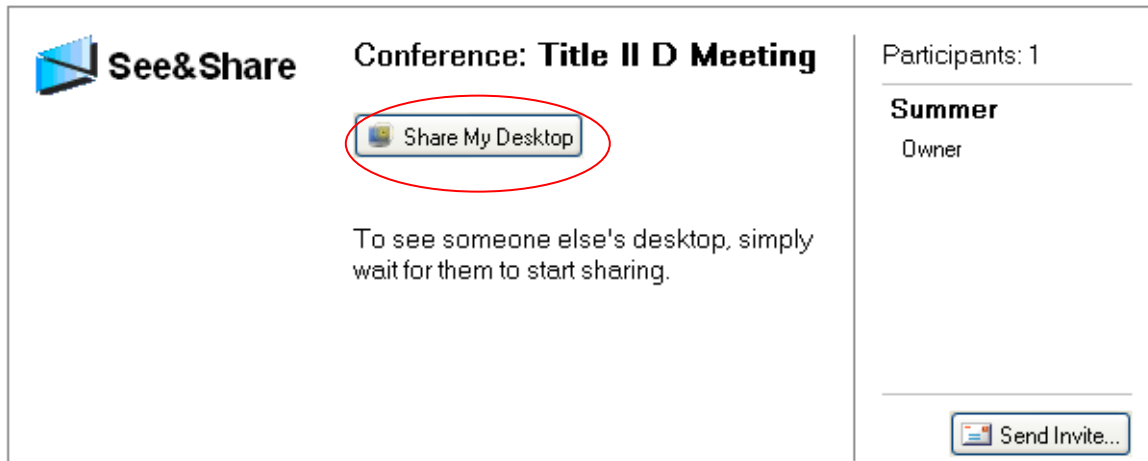 See&Share
Conference: Title II D Meeting
Share My Desktop
To see someone else's desktop, simply
wait for them to start sharing.
Participants: 1
Summer
Owner
Send Invite...